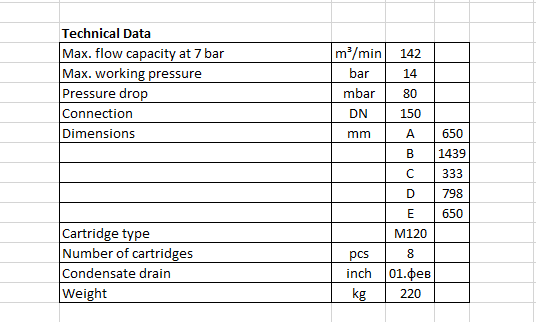 Technical Data
Max. flow capacity at 7 bar m³/min 142
Max. working pressure bar 14
Pressure drop mbar 80
Connection DN 150
Dimensions mm A 650
B 1439
C 333
D 798
E 650
Cartridge type M120
Number of cartridges pcs 8
Condensate drain inch 01.фев
Weight kg 220